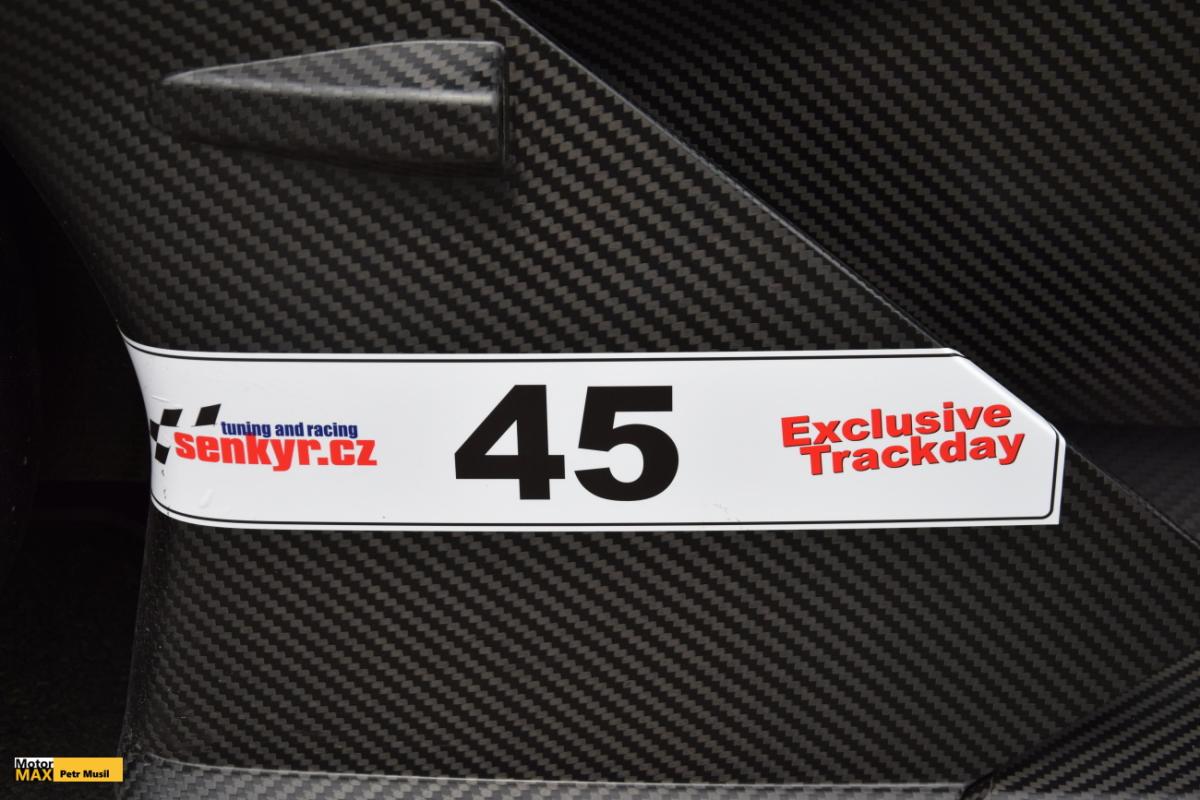 tuning and racing
senkyr.cz
45
Exclusive
Trackday
Motor
MAX
Petr Musil